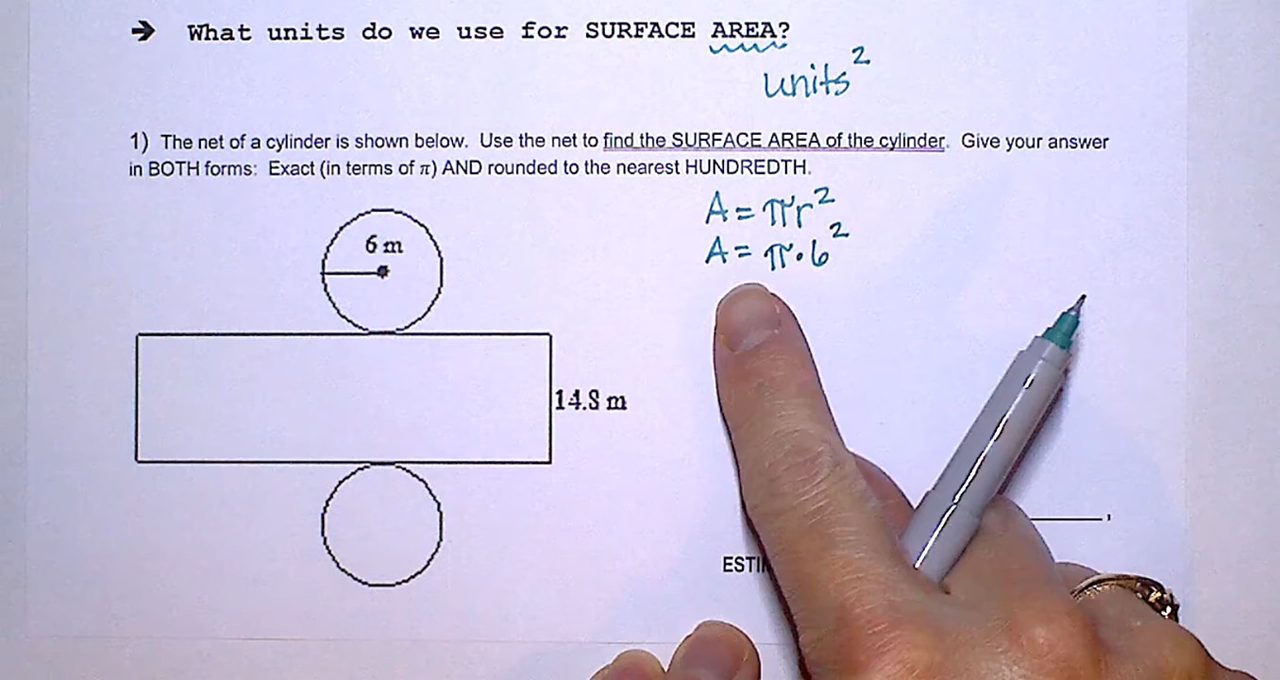 → What units do we use for SURFACE AREA?
units²
1) The net of a cylinder is shown below. Use the net to find the SURFACE AREA of the cylinder. Give your answer
in BOTH forms: Exact (in terms of π) AND rounded to the nearest HUNDREDTH.
A = πr²
A = π·6²
6 m
14.8 m
,